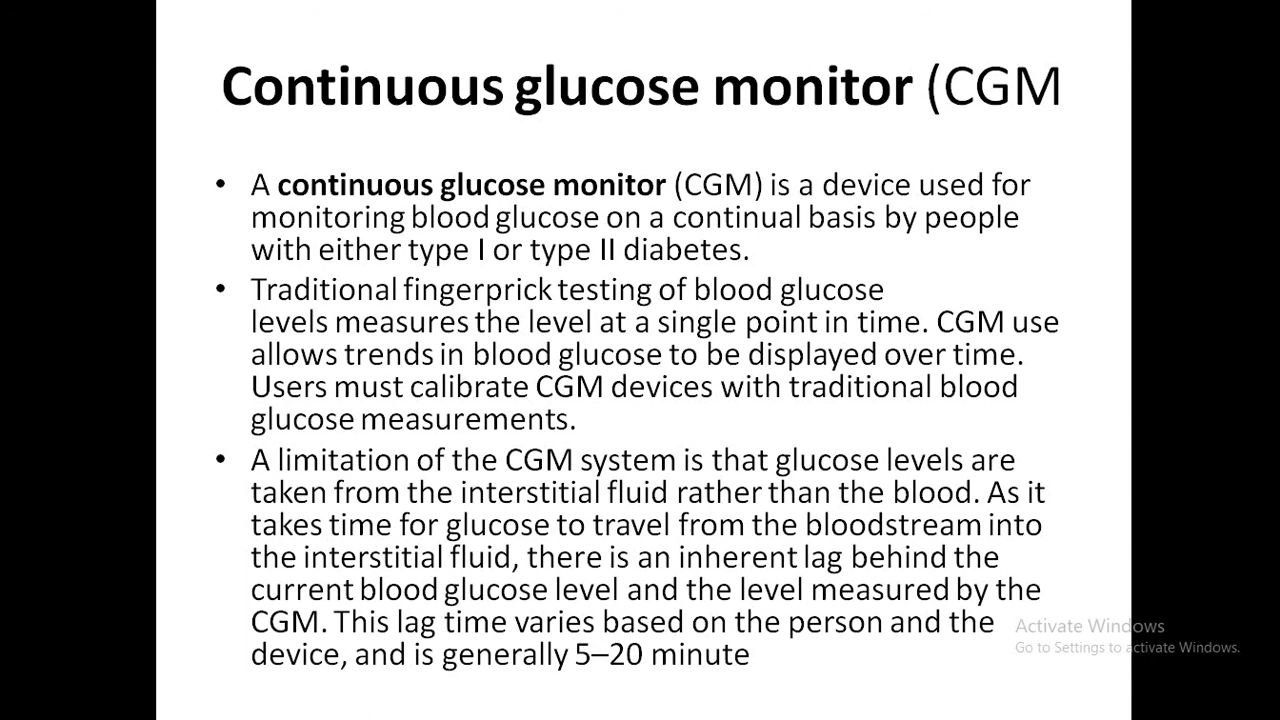 Continuous glucose monitor (CGM
• A continuous glucose monitor (CGM) is a device used for
monitoring blood glucose on a continual basis by people
with either type I or type II diabetes.
• Traditional fingerprick testing of blood glucose
levels measures the level at a single point in time. CGM use
allows trends in blood glucose to be displayed over time.
Users must calibrate CGM devices with traditional blood
glucose measurements.
• A limitation of the CGM system is that glucose levels are
taken from the interstitial fluid rather than the blood. As it
takes time for glucose to travel from the bloodstream into
the interstitial fluid, there is an inherent lag behind the
current blood glucose level and the level measured by the
CGM. This lag time varies based on the person and the
device, and is generally 5–20 minute
Activate Windows
Go to Settings to activate Windows.